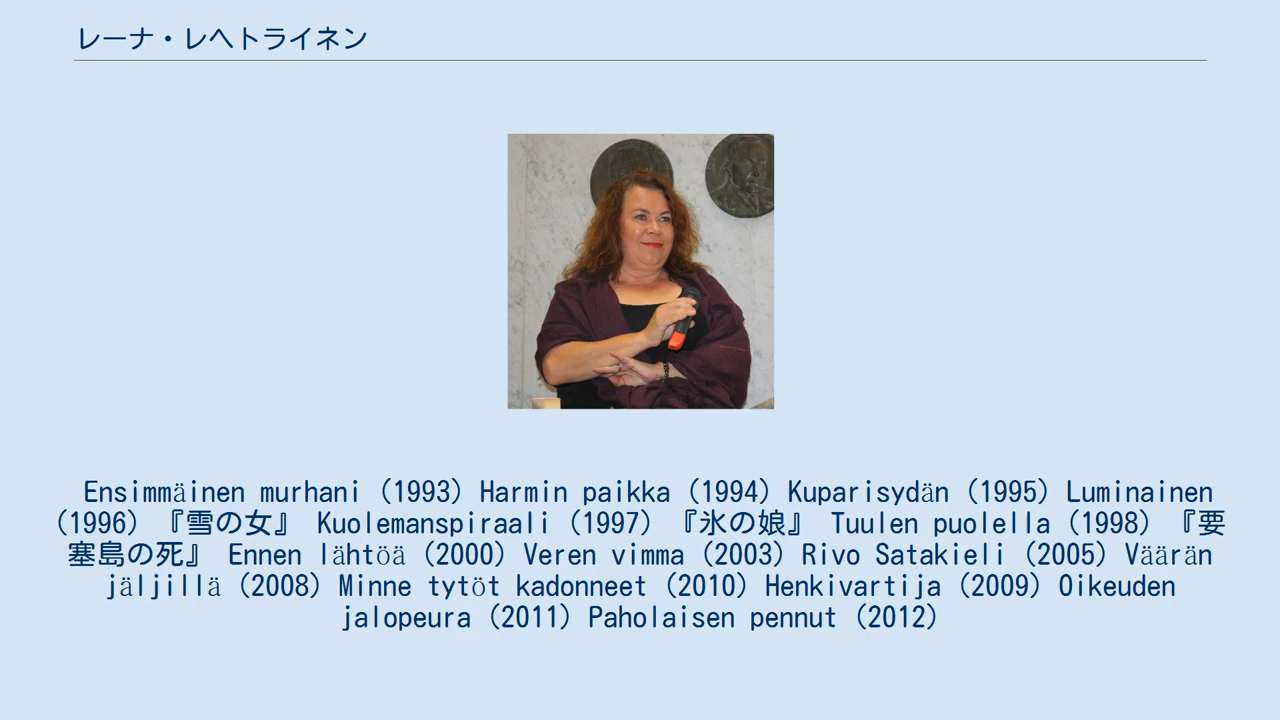 レーナ・レヘトライネン
Ensimmäinen murhani (1993) Harmin paikka (1994) Kuparisydän (1995) Luminainen
(1996) 『雪の女』 Kuolemanspiraali (1997) 『氷の娘』 Tuulen puolella (1998) 『要
塞島の死』 Ennen lähtöä (2000) Veren vimma (2003) Rivo Satakieli (2005) Väärän
jäljillä (2008) Minne tytöt kadonneet (2010) Henkivartija (2009) Oikeuden
jalopeura (2011) Paholaisen pennut (2012)